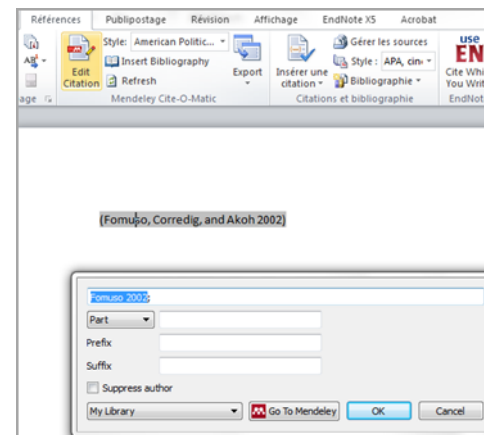 Références Publipostage Révision Affichage EndNote X5 Acrobat
Style: American Politic...
Insert Bibliography
Edit Citation
Refresh
Export
Mendeley Cite-O-Matic
Insérer une citation
Gérer les sources
Style : APA, cin
Bibliographie
Citations et bibliographie
EN
Cite Whi
You Writ
EndNot
(Fomuso, Corredig, and Akoh 2002)
Fomuso 2002;
Part
Prefix
Suffix
Suppress author
My Library Go To Mendeley OK Cancel